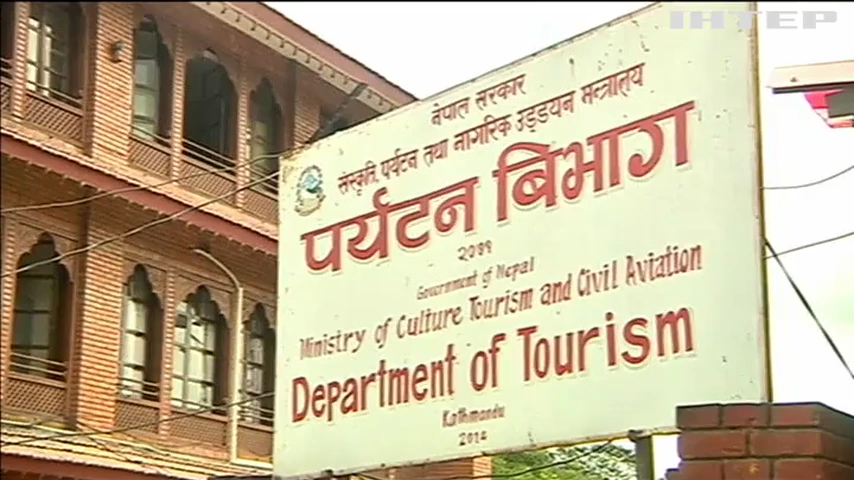 ІНТЕР
नेपाल सरकार
संस्कृति, पर्यटन तथा नागरिक उड्डयन मन्त्रालय
पर्यटन विबिभाग
२०७१
Government of Nepal
Ministry of Culture Tourism and Civil Aviation
Department of Tourism
Kathmandu
2014